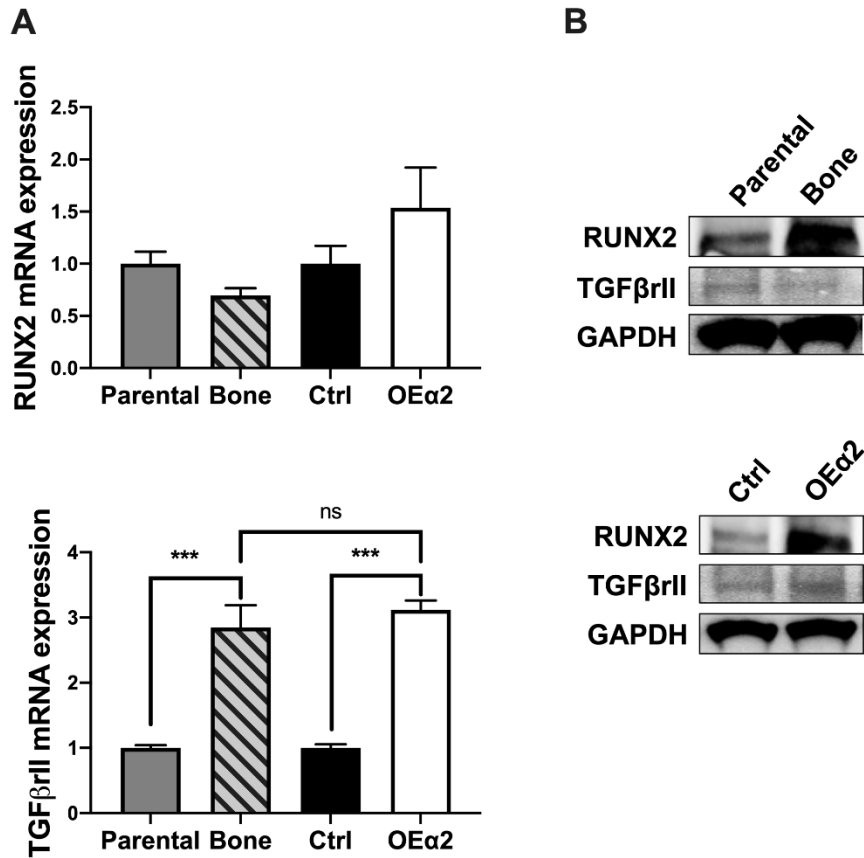 A
RUNX2 mRNA expression
2.5
2.0
1.5
1.0
0.5
0.0
Parental Bone Ctrl OEα2
TGFβrII mRNA expression
ns
*** ***
4
3
2
1
0
Parental Bone Ctrl OEα2
B
Parental Bone
RUNX2
TGFβrII
GAPDH
Ctrl OEα2
RUNX2
TGFβrII
GAPDH